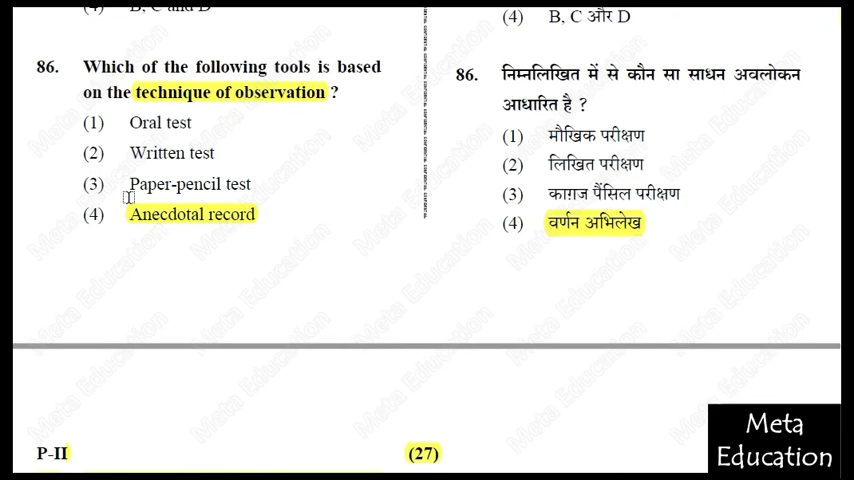 (4) B, C and D
86. Which of the following tools is based
on the technique of observation ?
(1) Oral test
(2) Written test
(3) Paper-pencil test
(4) Anecdotal record
(4) B, C और D
86. निम्नलिखित में से कौन सा साधन अवलोकन
आधारित है ?
(1) मौखिक परीक्षण
(2) लिखित परीक्षण
(3) काग़ज पैंसिल परीक्षण
(4) वर्णन अभिलेख
P-II
(27)
Meta
Education